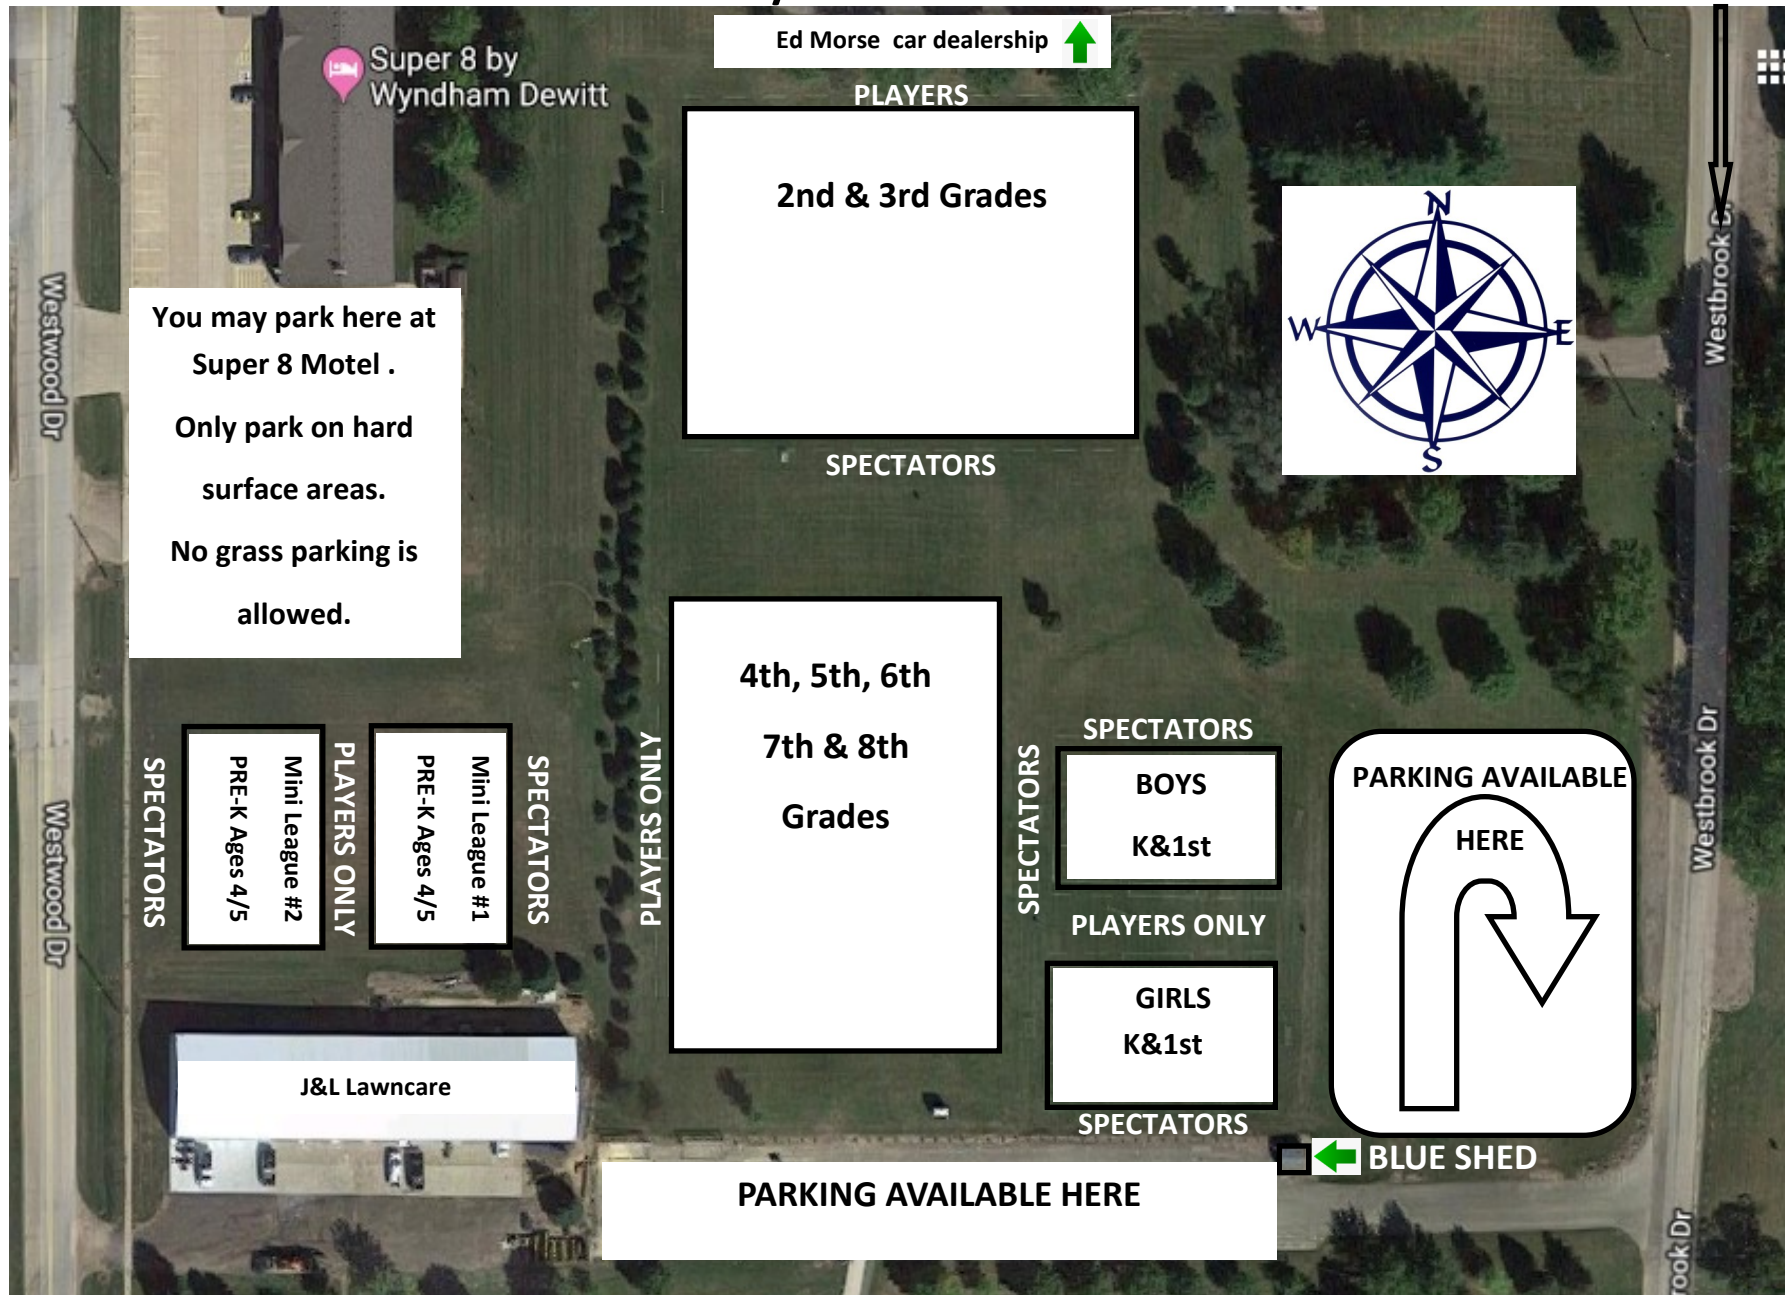 Ed Morse car dealership
Super 8 by
Wyndham Dewitt
PLAYERS
2nd & 3rd Grades
SPECTATORS
N
W
E
S
Westbrook Dr
Westwood Dr
You may park here at
Super 8 Motel .
Only park on hard
surface areas.
No grass parking is
allowed.
SPECTATORS
Mini League #2
PRE-K Ages 4/5
PLAYERS ONLY
Mini League #1
PRE-K Ages 4/5
SPECTATORS
PLAYERS ONLY
4th, 5th, 6th
7th & 8th
Grades
SPECTATORS
SPECTATORS
BOYS
K&1st
PLAYERS ONLY
GIRLS
K&1st
SPECTATORS
PARKING AVAILABLE
HERE
Westbrook Dr
Westwood Dr
J&L Lawncare
BLUE SHED
PARKING AVAILABLE HERE
rook Dr